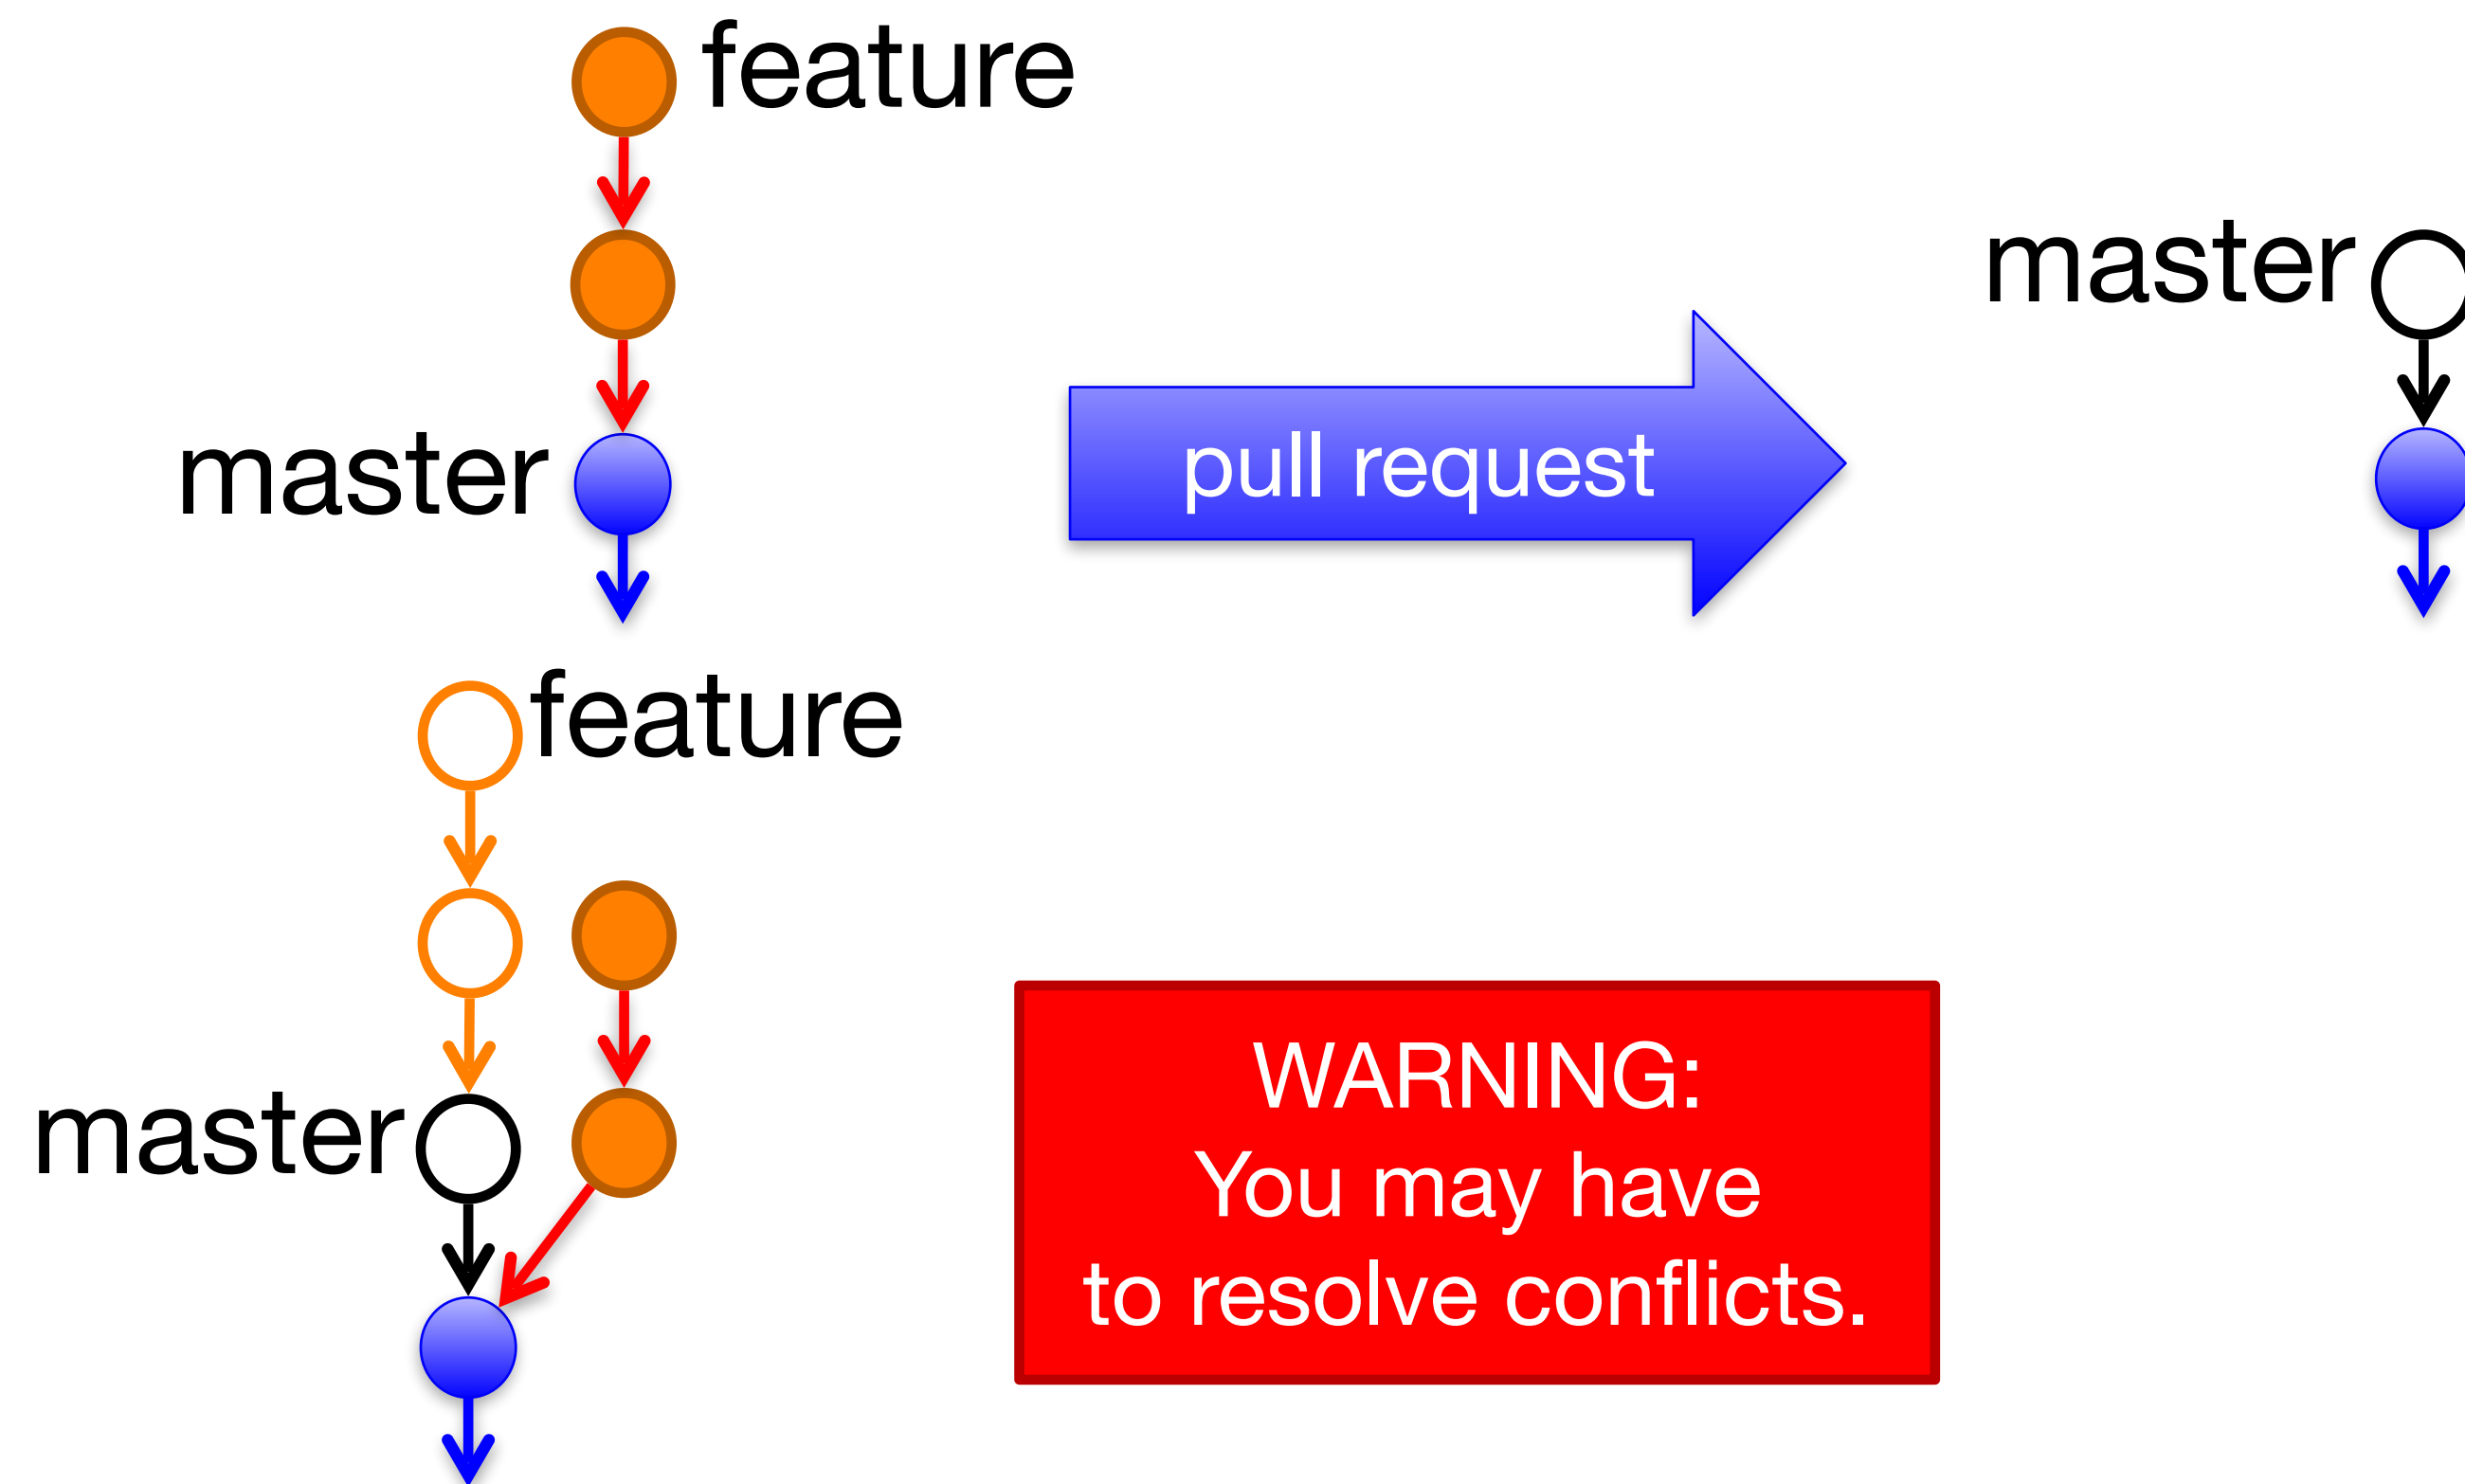 feature
master
master
pull request
feature
master
WARNING:
You may have
to resolve conflicts.